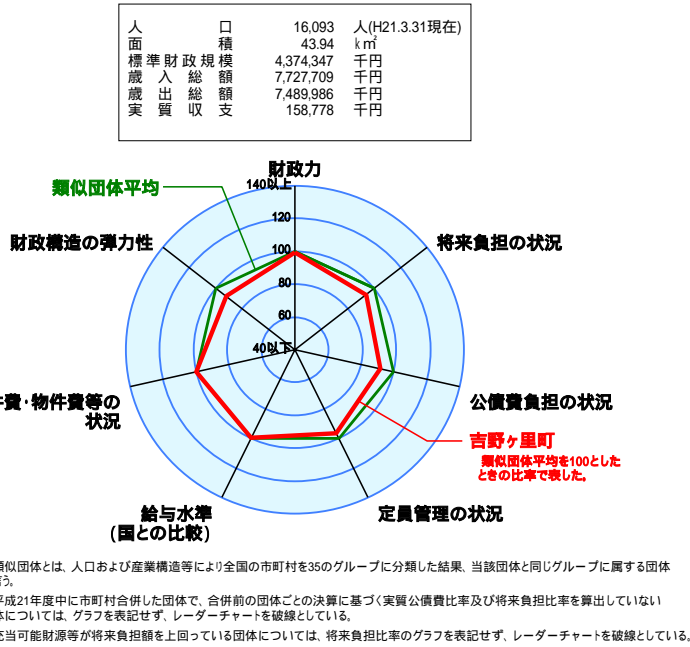 人口 16,093 人(H21.3.31現在)
面積 43.94 k㎡
標準財政規模 4,374,347 千円
歳入総額 7,727,709 千円
歳出総額 7,489,986 千円
実質収支 158,778 千円
財政力
140以上
類似団体平均
120
財政構造の弾力性
将来負担の状況
100
80
60
40以下
件費・物件費等の
状況
公債費負担の状況
吉野ヶ里町
類似団体平均を100とした
ときの比率で表した。
給与水準
(国との比較)
定員管理の状況
類似団体とは、人口および産業構造等により全国の市町村を35のグループに分類した結果、当該団体と同じグループに属する団体
言う。
平成21年度中に市町村合併した団体で、合併前の団体ごとの決算に基づく実質公債費比率及び将来負担比率を算出していない
体については、グラフを表記せず、レーダーチャートを破線としている。
充当可能財源等が将来負担額を上回っている団体については、将来負担比率のグラフを表記せず、レーダーチャートを破線としている。